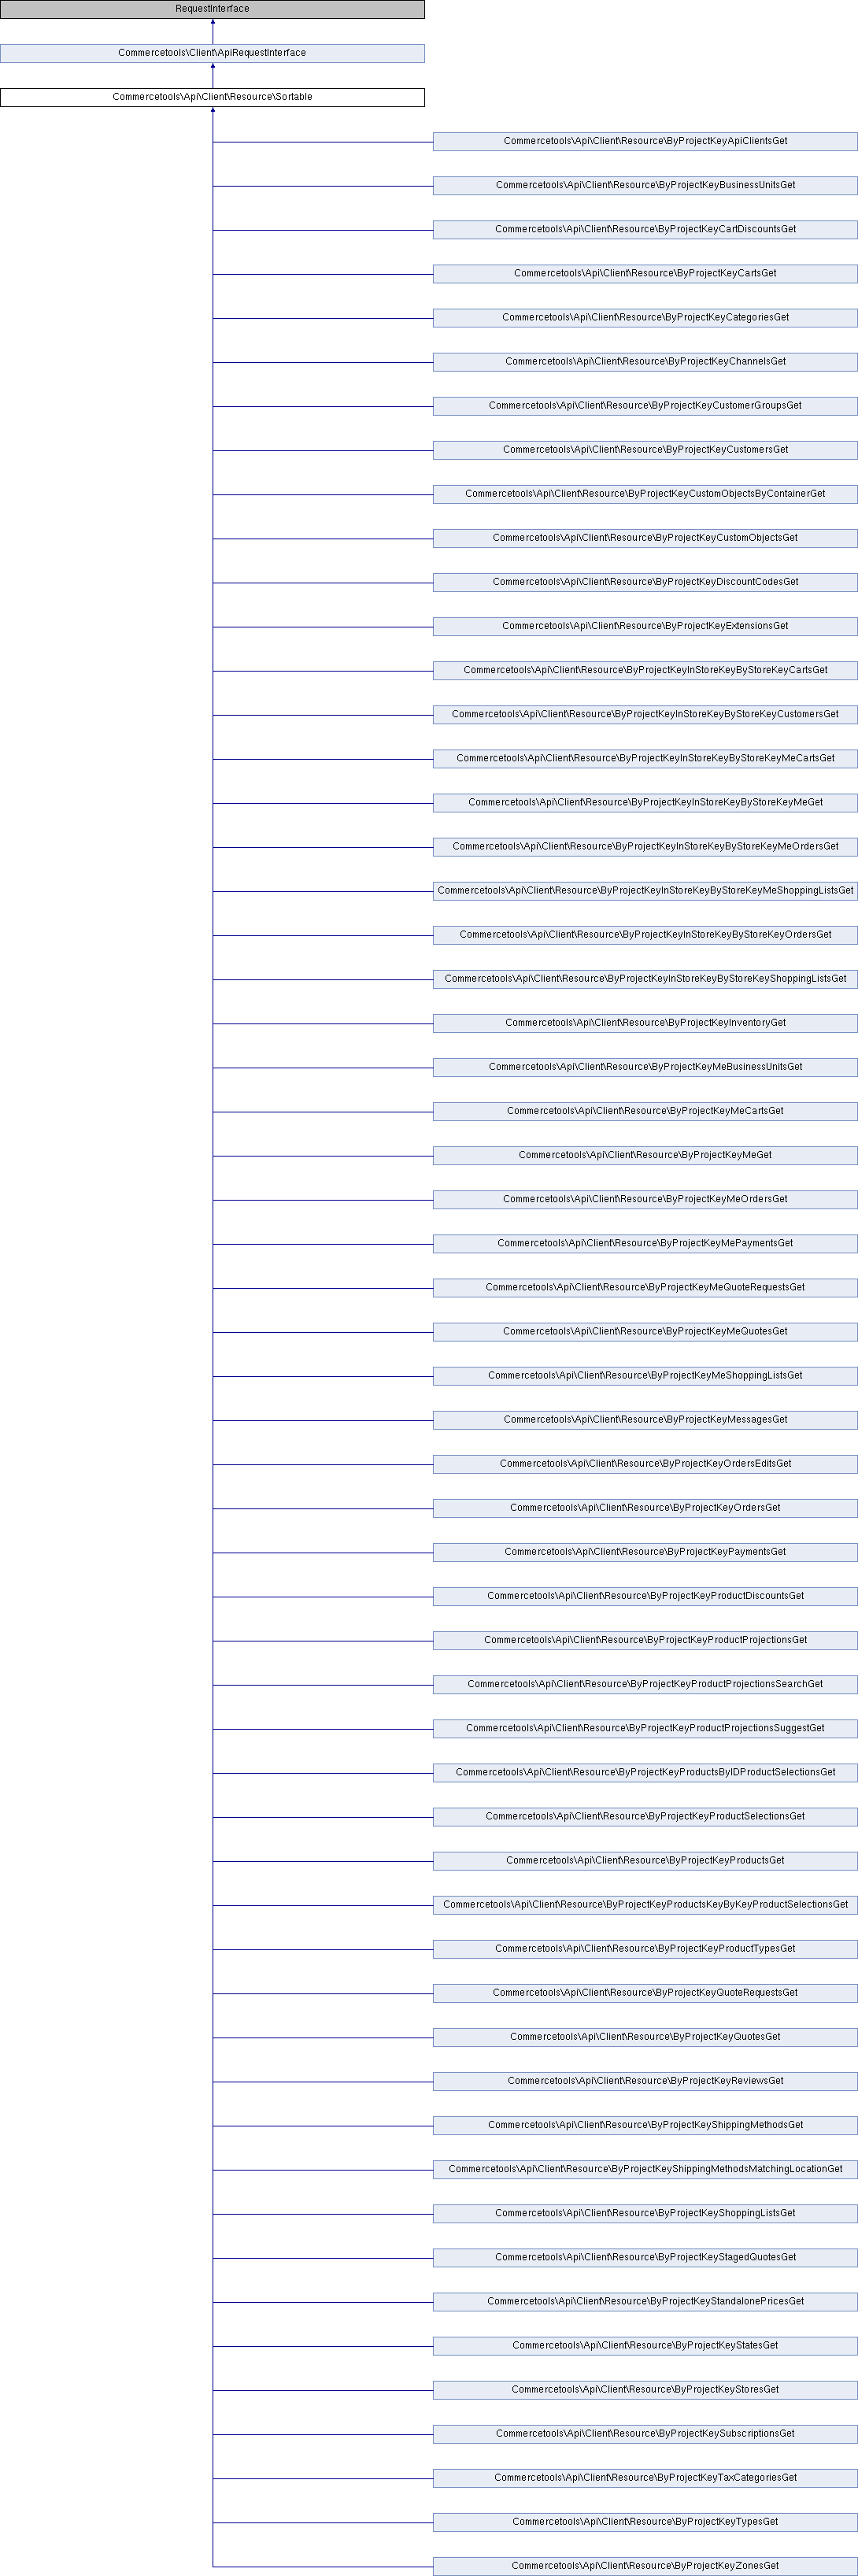 RequestInterface
Commercetools\Client\ApiRequestInterface
Commercetools\Api\Client\Resource\Sortable
Commercetools\Api\Client\Resource\ByProjectKeyApiClientsGet
Commercetools\Api\Client\Resource\ByProjectKeyBusinessUnitsGet
Commercetools\Api\Client\Resource\ByProjectKeyCartDiscountsGet
Commercetools\Api\Client\Resource\ByProjectKeyCartsGet
Commercetools\Api\Client\Resource\ByProjectKeyCategoriesGet
Commercetools\Api\Client\Resource\ByProjectKeyChannelsGet
Commercetools\Api\Client\Resource\ByProjectKeyCustomerGroupsGet
Commercetools\Api\Client\Resource\ByProjectKeyCustomersGet
Commercetools\Api\Client\Resource\ByProjectKeyCustomObjectsByContainerGet
Commercetools\Api\Client\Resource\ByProjectKeyCustomObjectsGet
Commercetools\Api\Client\Resource\ByProjectKeyDiscountCodesGet
Commercetools\Api\Client\Resource\ByProjectKeyExtensionsGet
Commercetools\Api\Client\Resource\ByProjectKeyInStoreKeyByStoreKeyCartsGet
Commercetools\Api\Client\Resource\ByProjectKeyInStoreKeyByStoreKeyCustomersGet
Commercetools\Api\Client\Resource\ByProjectKeyInStoreKeyByStoreKeyMeCartsGet
Commercetools\Api\Client\Resource\ByProjectKeyInStoreKeyByStoreKeyMeGet
Commercetools\Api\Client\Resource\ByProjectKeyInStoreKeyByStoreKeyMeOrdersGet
Commercetools\Api\Client\Resource\ByProjectKeyInStoreKeyByStoreKeyMeShoppingListsGet
Commercetools\Api\Client\Resource\ByProjectKeyInStoreKeyByStoreKeyOrdersGet
Commercetools\Api\Client\Resource\ByProjectKeyInStoreKeyByStoreKeyShoppingListsGet
Commercetools\Api\Client\Resource\ByProjectKeyInventoryGet
Commercetools\Api\Client\Resource\ByProjectKeyMeBusinessUnitsGet
Commercetools\Api\Client\Resource\ByProjectKeyMeCartsGet
Commercetools\Api\Client\Resource\ByProjectKeyMeGet
Commercetools\Api\Client\Resource\ByProjectKeyMeOrdersGet
Commercetools\Api\Client\Resource\ByProjectKeyMePaymentsGet
Commercetools\Api\Client\Resource\ByProjectKeyMeQuoteRequestsGet
Commercetools\Api\Client\Resource\ByProjectKeyMeQuotesGet
Commercetools\Api\Client\Resource\ByProjectKeyMeShoppingListsGet
Commercetools\Api\Client\Resource\ByProjectKeyMessagesGet
Commercetools\Api\Client\Resource\ByProjectKeyOrdersEditsGet
Commercetools\Api\Client\Resource\ByProjectKeyOrdersGet
Commercetools\Api\Client\Resource\ByProjectKeyPaymentsGet
Commercetools\Api\Client\Resource\ByProjectKeyProductDiscountsGet
Commercetools\Api\Client\Resource\ByProjectKeyProductProjectionsGet
Commercetools\Api\Client\Resource\ByProjectKeyProductProjectionsSearchGet
Commercetools\Api\Client\Resource\ByProjectKeyProductProjectionsSuggestGet
Commercetools\Api\Client\Resource\ByProjectKeyProductsByIDProductSelectionsGet
Commercetools\Api\Client\Resource\ByProjectKeyProductSelectionsGet
Commercetools\Api\Client\Resource\ByProjectKeyProductsGet
Commercetools\Api\Client\Resource\ByProjectKeyProductsKeyByKeyProductSelectionsGet
Commercetools\Api\Client\Resource\ByProjectKeyProductTypesGet
Commercetools\Api\Client\Resource\ByProjectKeyQuoteRequestsGet
Commercetools\Api\Client\Resource\ByProjectKeyQuotesGet
Commercetools\Api\Client\Resource\ByProjectKeyReviewsGet
Commercetools\Api\Client\Resource\ByProjectKeyShippingMethodsGet
Commercetools\Api\Client\Resource\ByProjectKeyShippingMethodsMatchingLocationGet
Commercetools\Api\Client\Resource\ByProjectKeyShoppingListsGet
Commercetools\Api\Client\Resource\ByProjectKeyStagedQuotesGet
Commercetools\Api\Client\Resource\ByProjectKeyStandalonePricesGet
Commercetools\Api\Client\Resource\ByProjectKeyStatesGet
Commercetools\Api\Client\Resource\ByProjectKeyStoresGet
Commercetools\Api\Client\Resource\ByProjectKeySubscriptionsGet
Commercetools\Api\Client\Resource\ByProjectKeyTaxCategoriesGet
Commercetools\Api\Client\Resource\ByProjectKeyTypesGet
Commercetools\Api\Client\Resource\ByProjectKeyZonesGet